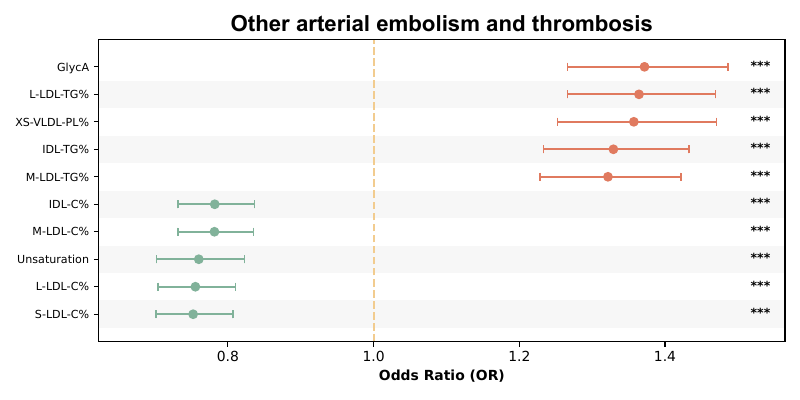 Other arterial embolism and thrombosis
GlycA ***
L-LDL-TG% ***
XS-VLDL-PL% ***
IDL-TG% ***
M-LDL-TG% ***
IDL-C% ***
M-LDL-C% ***
Unsaturation ***
L-LDL-C% ***
S-LDL-C% ***
0.8 1.0 1.2 1.4
Odds Ratio (OR)